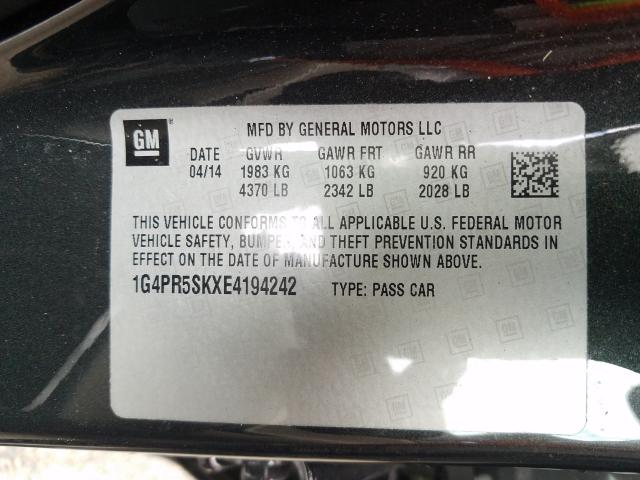 GM
MFD BY GENERAL MOTORS LLC
DATE GVWR GAWR FRT GAWR RR
04/14 1983 KG 1063 KG 920 KG
4370 LB 2342 LB 2028 LB
THIS VEHICLE CONFORMS TO ALL APPLICABLE U.S. FEDERAL MOTOR
VEHICLE SAFETY, BUMPER, AND THEFT PREVENTION STANDARDS IN
EFFECT ON THE DATE OF MANUFACTURE SHOWN ABOVE.
1G4PR5SKXE4194242 TYPE: PASS CAR